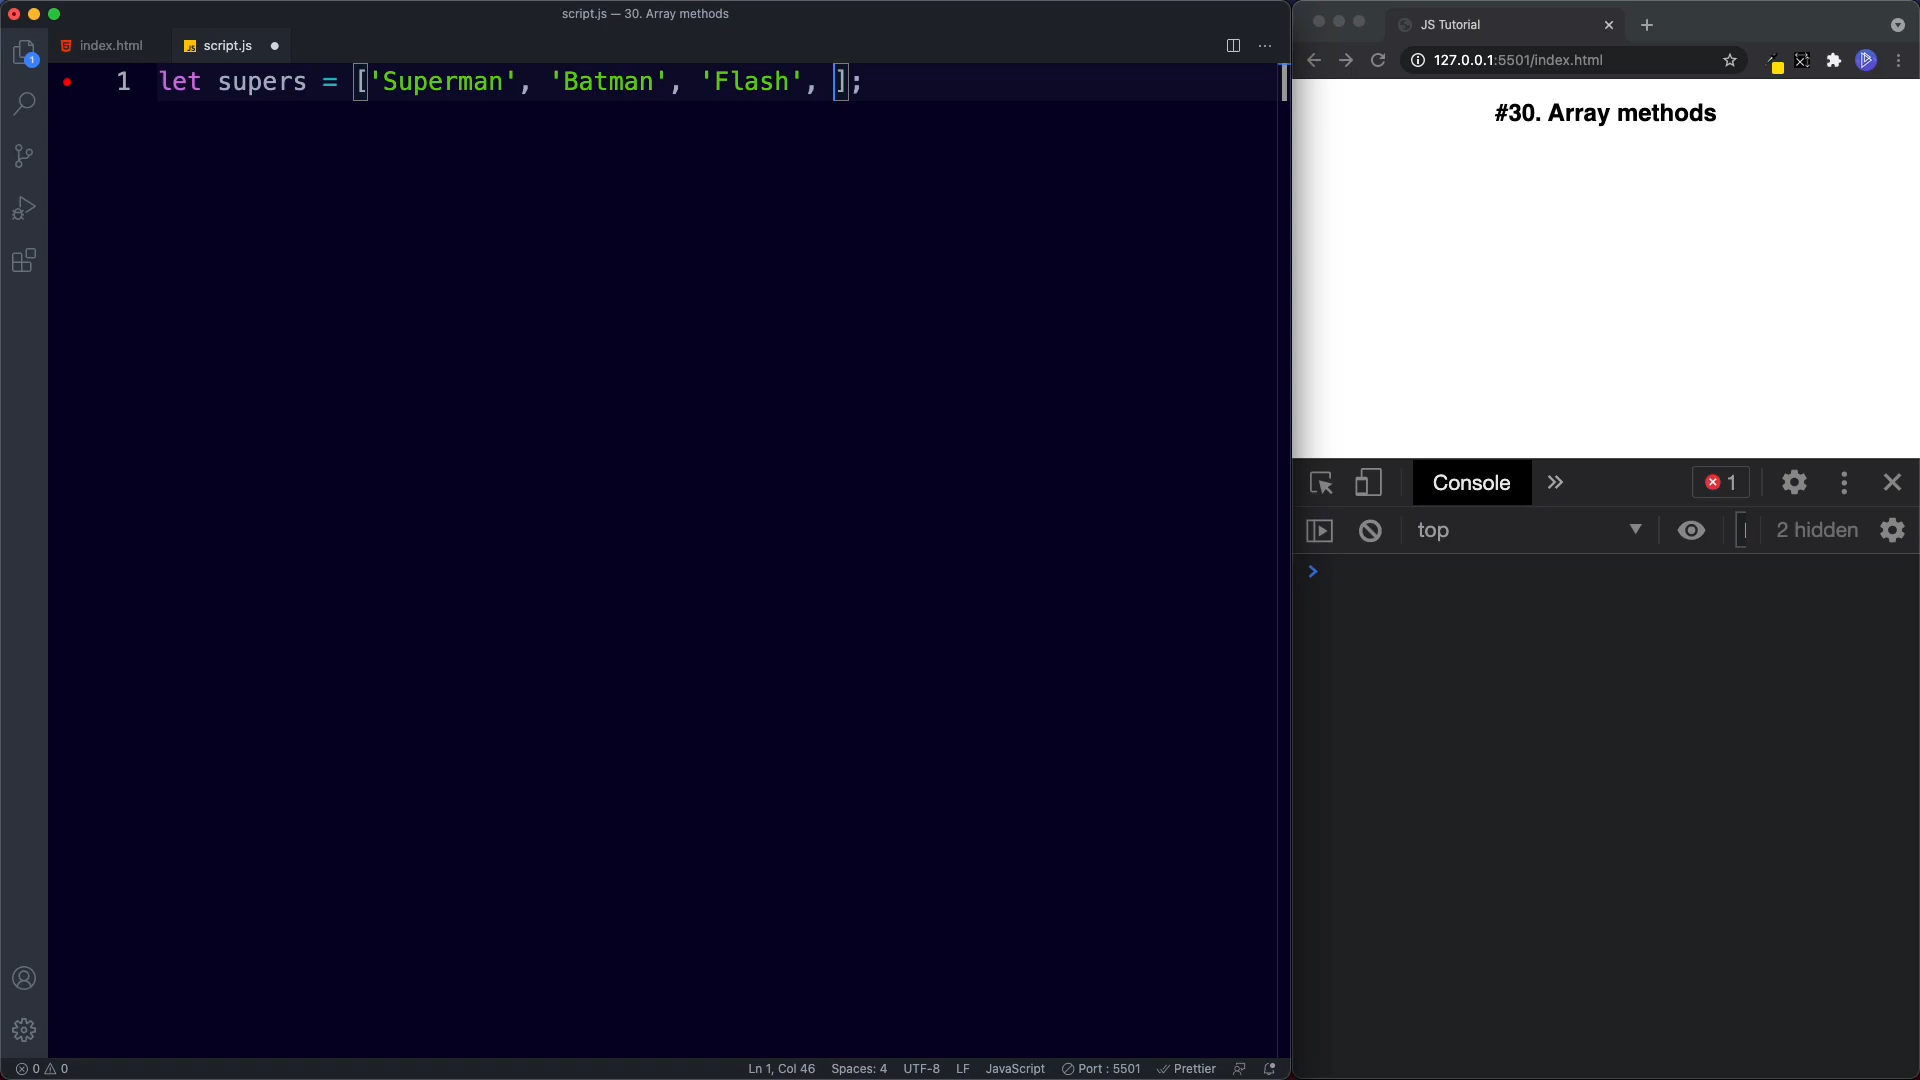 script.js — 30. Array methods
index.html
JS script.js
1
1 let supers = ['Superman', 'Batman', 'Flash', ];
0 0
Ln 1, Col 46 Spaces: 4 UTF-8 LF JavaScript Port : 5501 Prettier
JS Tutorial
127.0.0.1:5501/index.html
#30. Array methods
Console
1
top
2 hidden